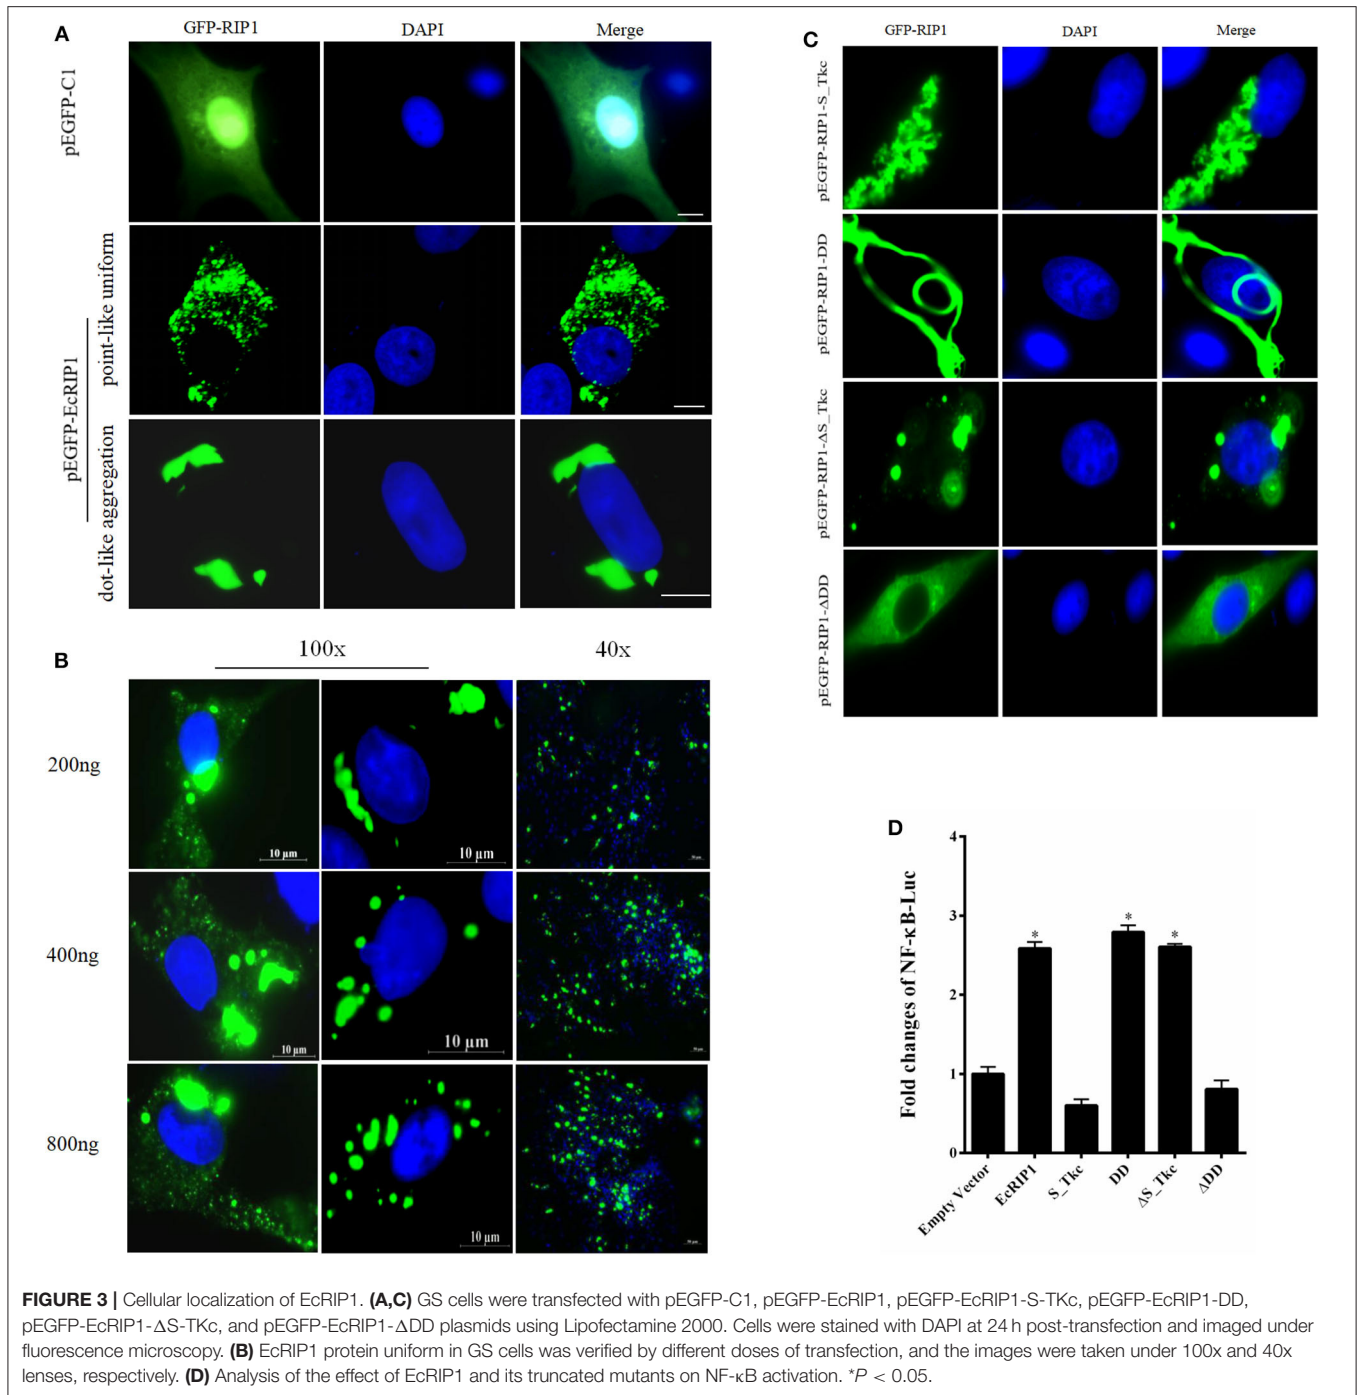 A
GFP-RIP1 DAPI Merge
pEGFP-C1
pEGFP-EcRIP1
point-like uniform
dot-like aggregation
B
100x 40x
200ng
10 μm 10 μm
400ng
10 μm 10 μm
800ng
10 μm 10 μm
C
GFP-RIP1 DAPI Merge
pEGFP-RIP1-S_Tkc
pEGFP-RIP1-DD
pEGFP-RIP1-ΔS_Tkc
pEGFP-RIP1-ΔDD
D
Fold changes of NF-κB-Luc
4
3
2
1
0
* * *
Empty Vector EcRIP1 S_Tkc DD ΔS_Tkc ΔDD
FIGURE 3 | Cellular localization of EcRIP1. (A,C) GS cells were transfected with pEGFP-C1, pEGFP-EcRIP1, pEGFP-EcRIP1-S-TKc, pEGFP-EcRIP1-DD,
pEGFP-EcRIP1-ΔS-TKc, and pEGFP-EcRIP1-ΔDD plasmids using Lipofectamine 2000. Cells were stained with DAPI at 24 h post-transfection and imaged under
fluorescence microscopy. (B) EcRIP1 protein uniform in GS cells was verified by different doses of transfection, and the images were taken under 100x and 40x
lenses, respectively. (D) Analysis of the effect of EcRIP1 and its truncated mutants on NF-κB activation. *P < 0.05.